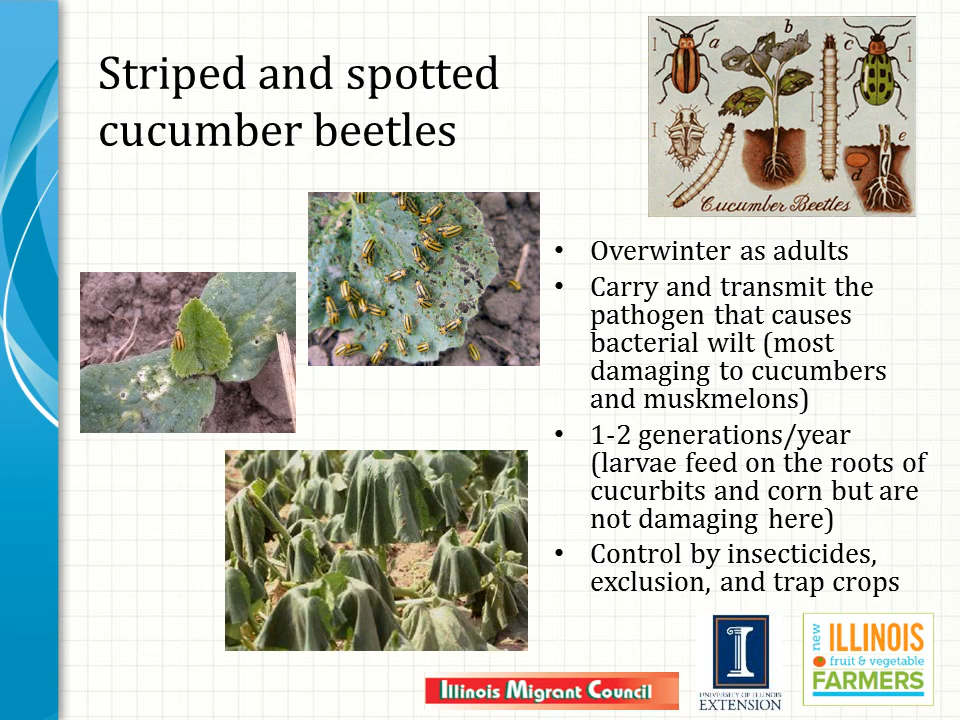 Striped and spotted
cucumber beetles
a
b
c
d
e
Cucumber Beetles
• Overwinter as adults
• Carry and transmit the
pathogen that causes
bacterial wilt (most
damaging to cucumbers
and muskmelons)
• 1-2 generations/year
(larvae feed on the roots of
cucurbits and corn but are
not damaging here)
• Control by insecticides,
exclusion, and trap crops
Illinois Migrant Council
I
UNIVERSITY OF ILLINOIS
EXTENSION
new
ILLINOIS
fruit & vegetable
FARMERS